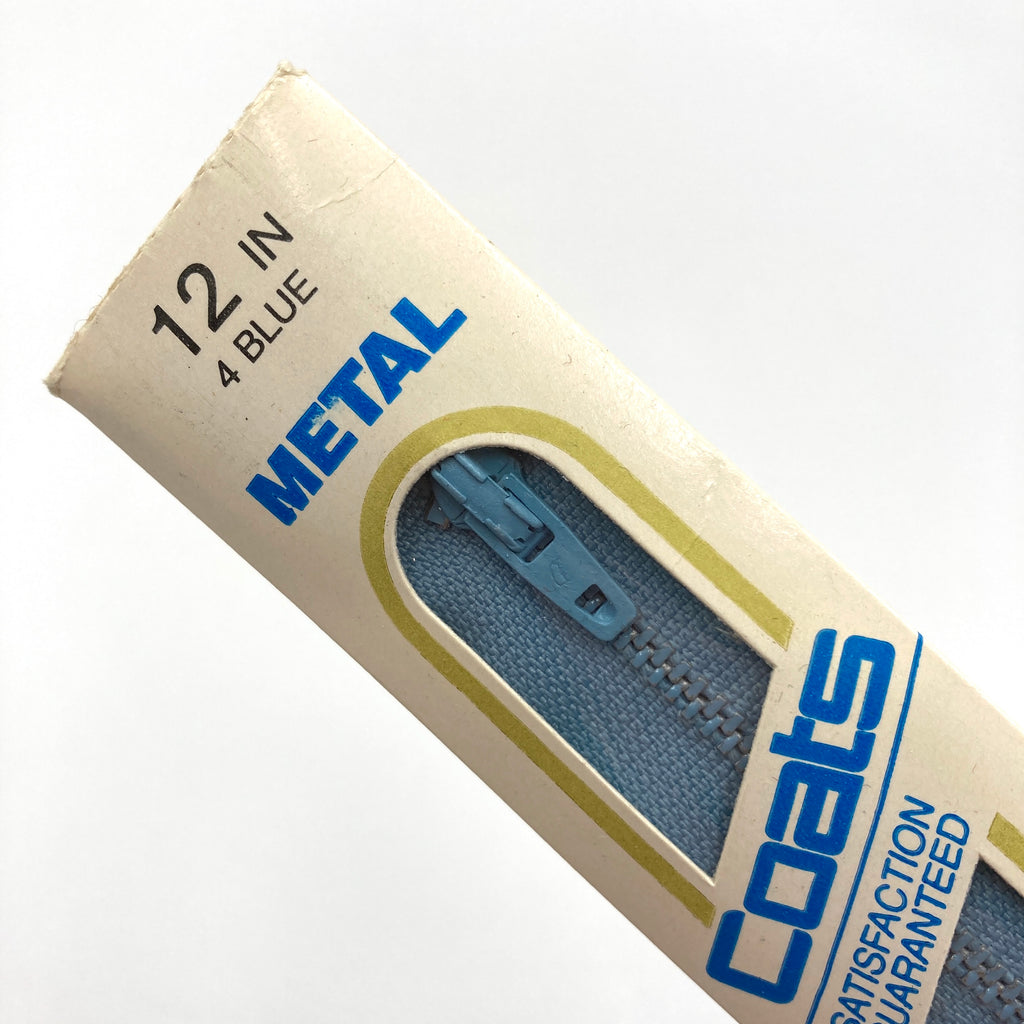 12 IN
4 BLUE
METAL
Coats
SATISFACTION
GUARANTEED